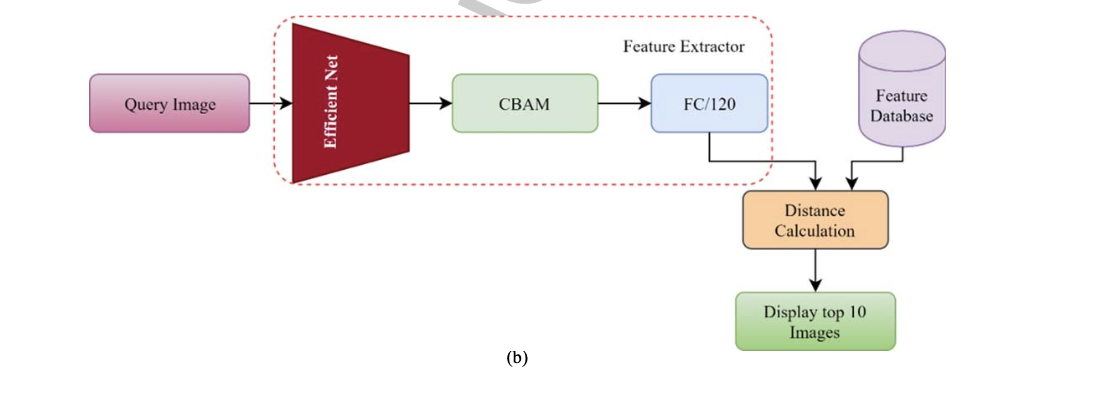 Feature Extractor
Query Image
Efficient Net
CBAM
FC/120
Feature
Database
Distance
Calculation
Display top 10
Images
(b)